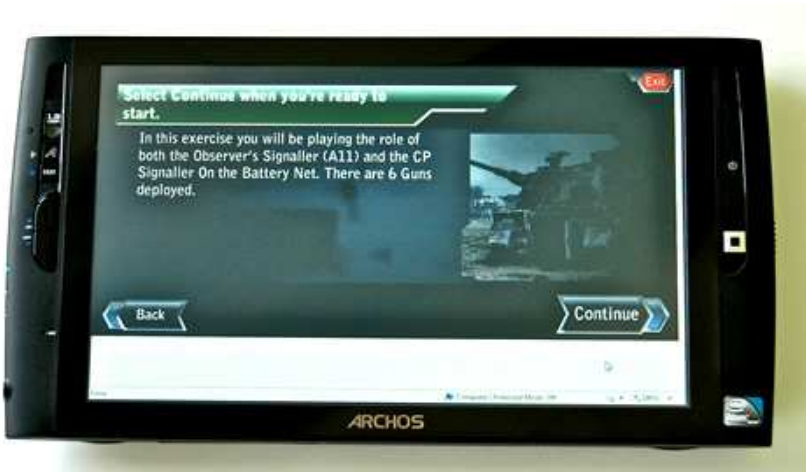 Exit
Select Continue when you're ready to
start.
In this exercise you will be playing the role of
both the Observer's Signaller (A11) and the CP
Signaller On the Battery Net. There are 6 Guns
deployed.
Back
Continue
ARCHOS